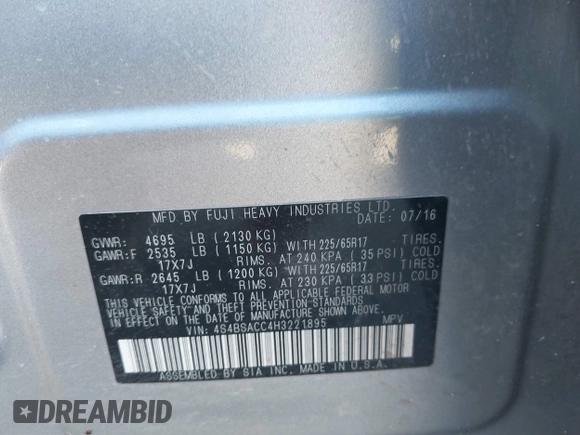 MFD BY FUJI HEAVY INDUSTRIES LTD.
DATE: 07/16
GVWR: 4695 LB (2130 KG) TIRES.
GAWR:F 2535 LB (1150 KG) WITH 225/65R17
17X7J RIMS. AT 240 KPA (35 PSI) COLD
GAWR:R 2645 LB (1200 KG) WITH 225/65R17 TIRES.
17X7J RIMS. AT 230 KPA (33 PSI) COLD
THIS VEHICLE CONFORMS TO ALL APPLICABLE FEDERAL MOTOR
VEHICLE SAFETY AND THEFT PREVENTION STANDARDS
IN EFFECT ON THE DATE OF MANUFACTURE SHOWN ABOVE.
VIN: 4S4BSACC4H3221895 MPV
ASSEMBLED BY SIA INC. MADE IN U.S.A.
DREAMBID